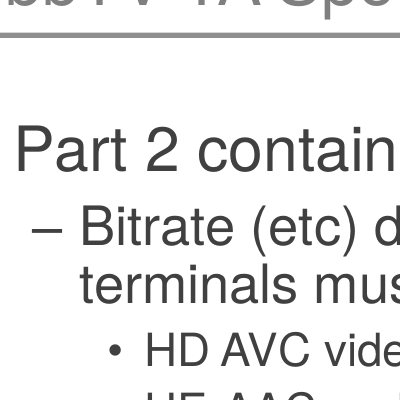 Part 2 contain
– Bitrate (etc) d
terminals mus
• HD AVC vide